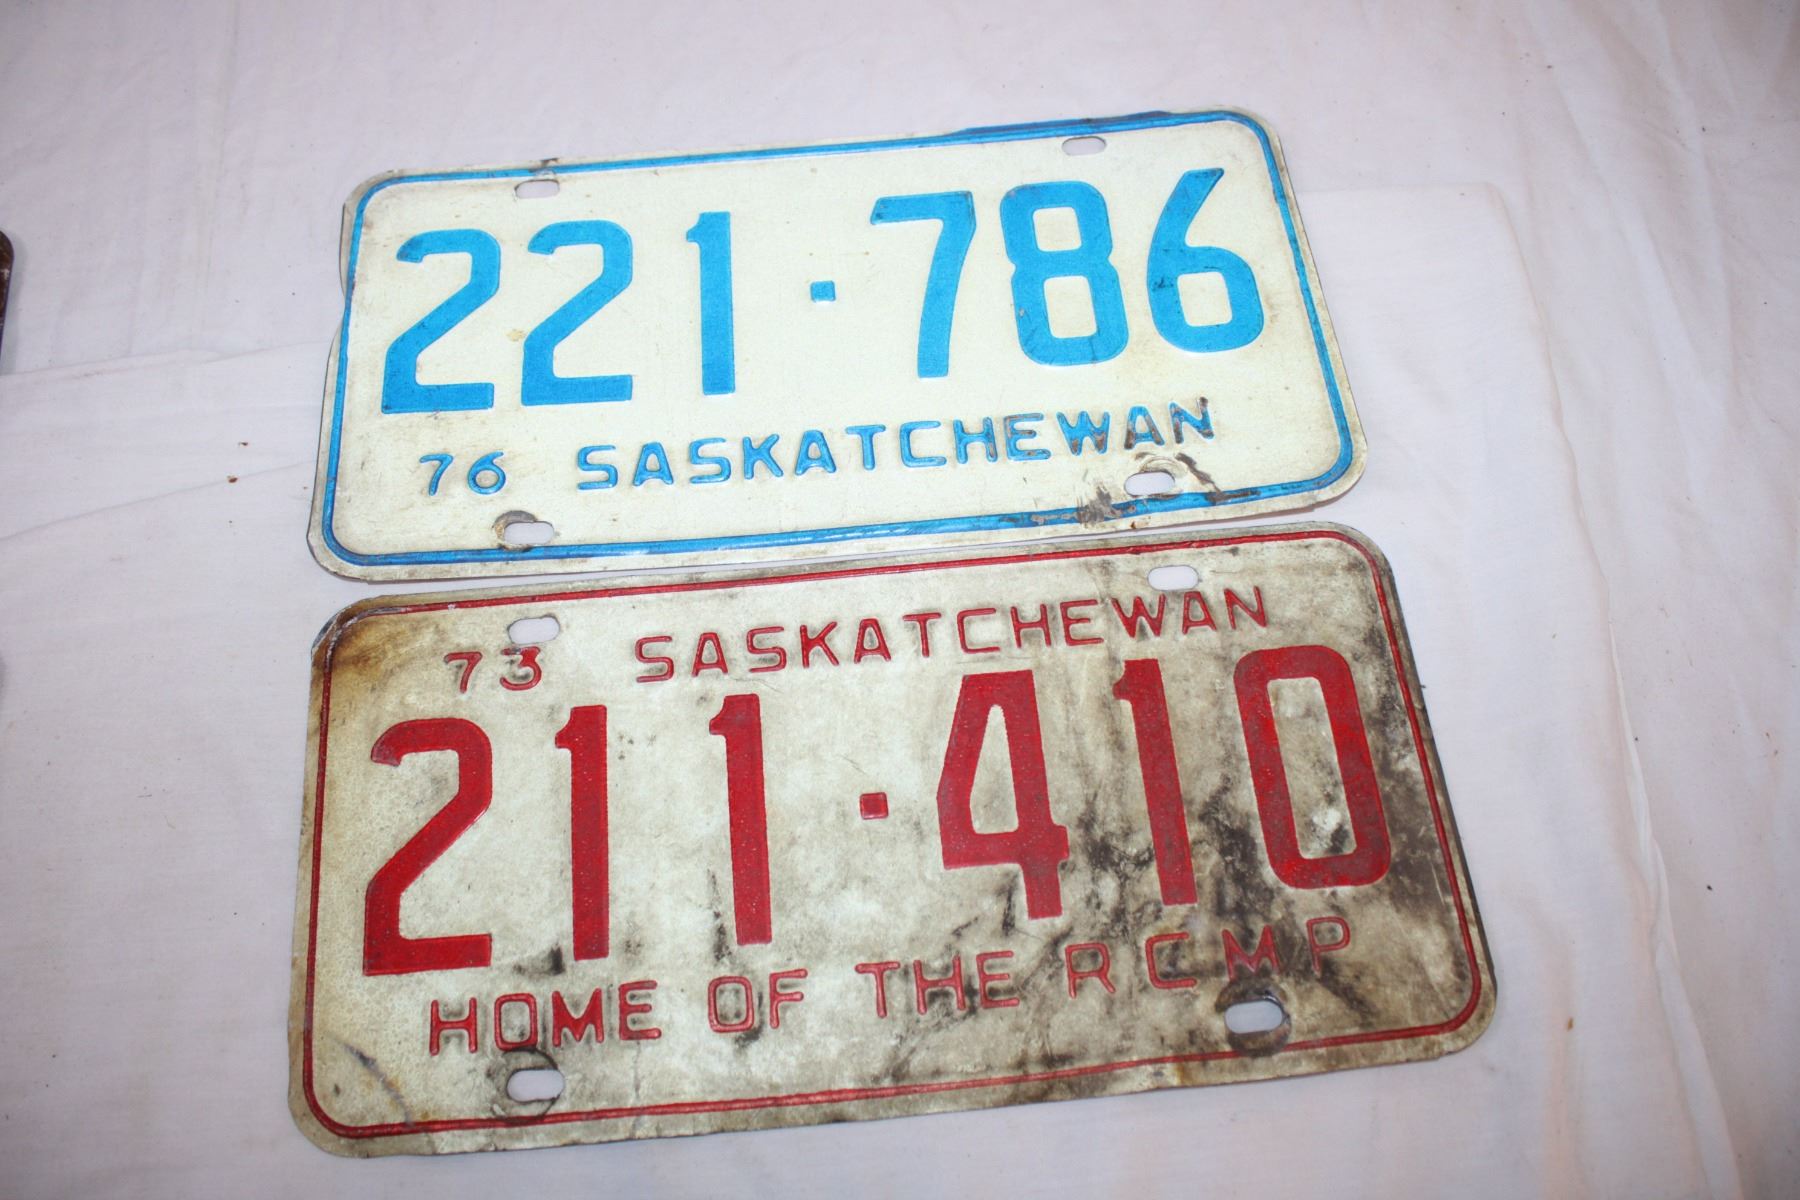 221·786
76 SASKATCHEWAN
73 SASKATCHEWAN
211·410
HOME OF THE RCMP